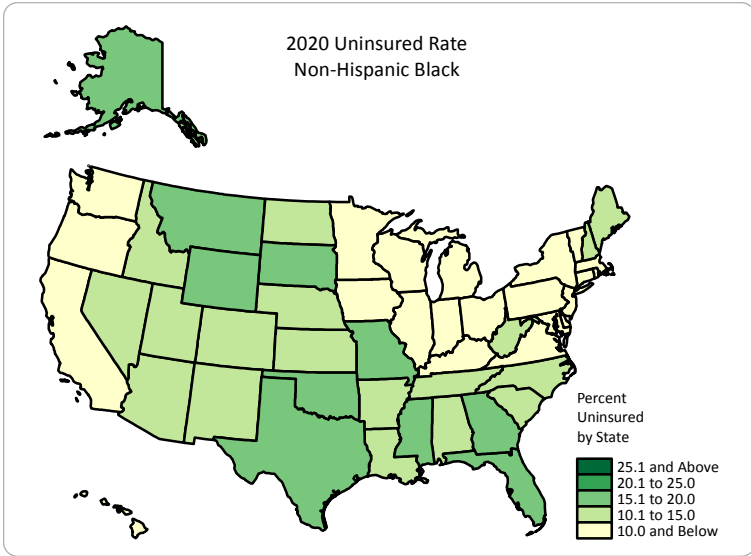 2020 Uninsured Rate
Non-Hispanic Black
Percent
Uninsured
by State
25.1 and Above
20.1 to 25.0
15.1 to 20.0
10.1 to 15.0
10.0 and Below